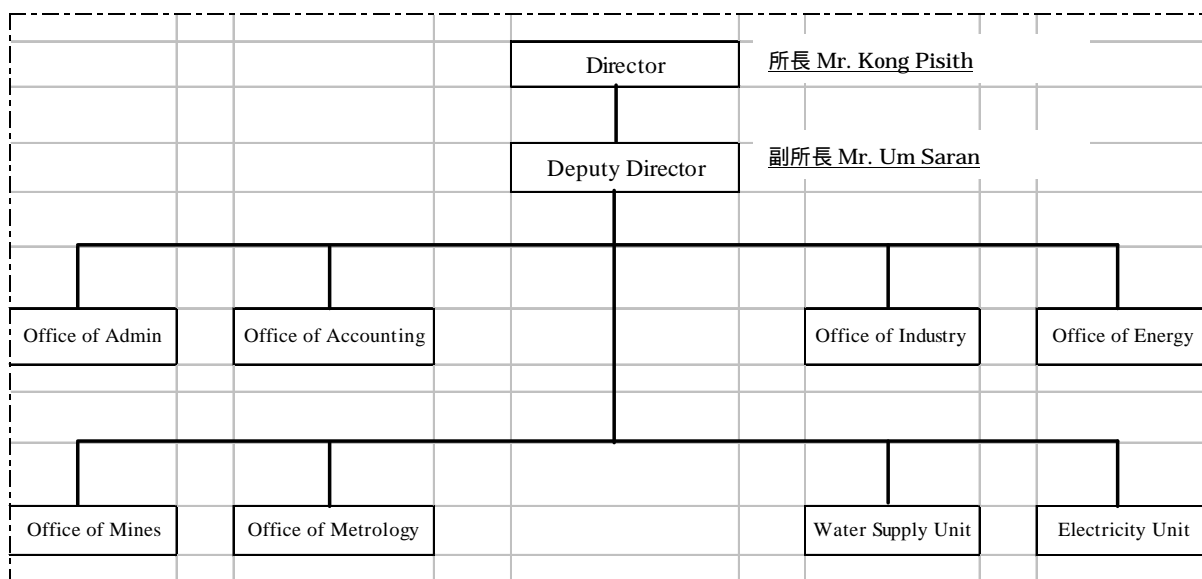 Director
所長 Mr. Kong Pisith
Deputy Director
副所長 Mr. Um Saran
Office of Admin
Office of Accounting
Office of Industry
Office of Energy
Office of Mines
Office of Metrology
Water Supply Unit
Electricity Unit